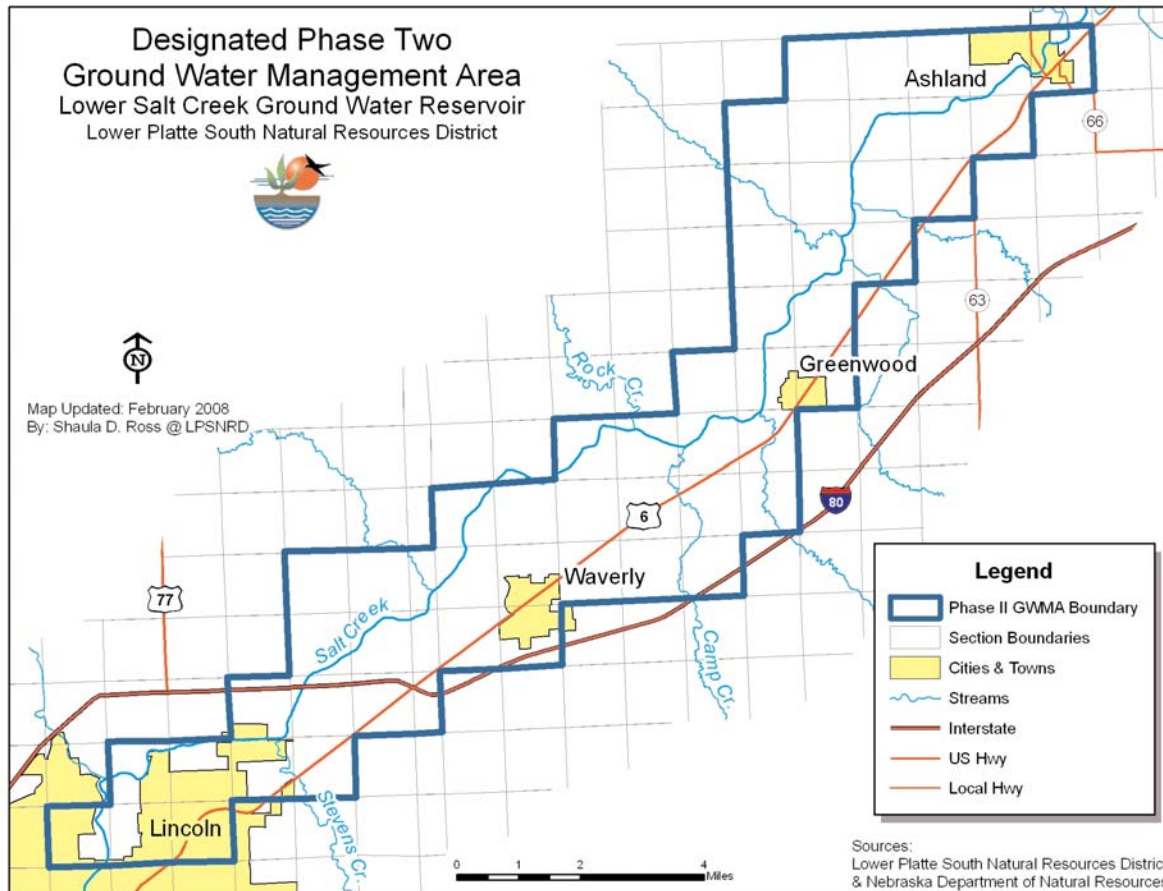 Designated Phase Two
Ground Water Management Area
Lower Salt Creek Ground Water Reservoir
Lower Platte South Natural Resources District
Ashland
66
63
N
Map Updated: February 2008
By: Shaula D. Ross @ LPSNRD
Rock Cr.
Greenwood
80
6
77
Waverly
Salt Creek
Camp Cr.
Stevens Cr.
Lincoln
Legend
Phase II GWMA Boundary
Section Boundaries
Cities & Towns
Streams
Interstate
US Hwy
Local Hwy
0 1 2 4
Miles
Sources:
Lower Platte South Natural Resources Distric
& Nebraska Department of Natural Resources